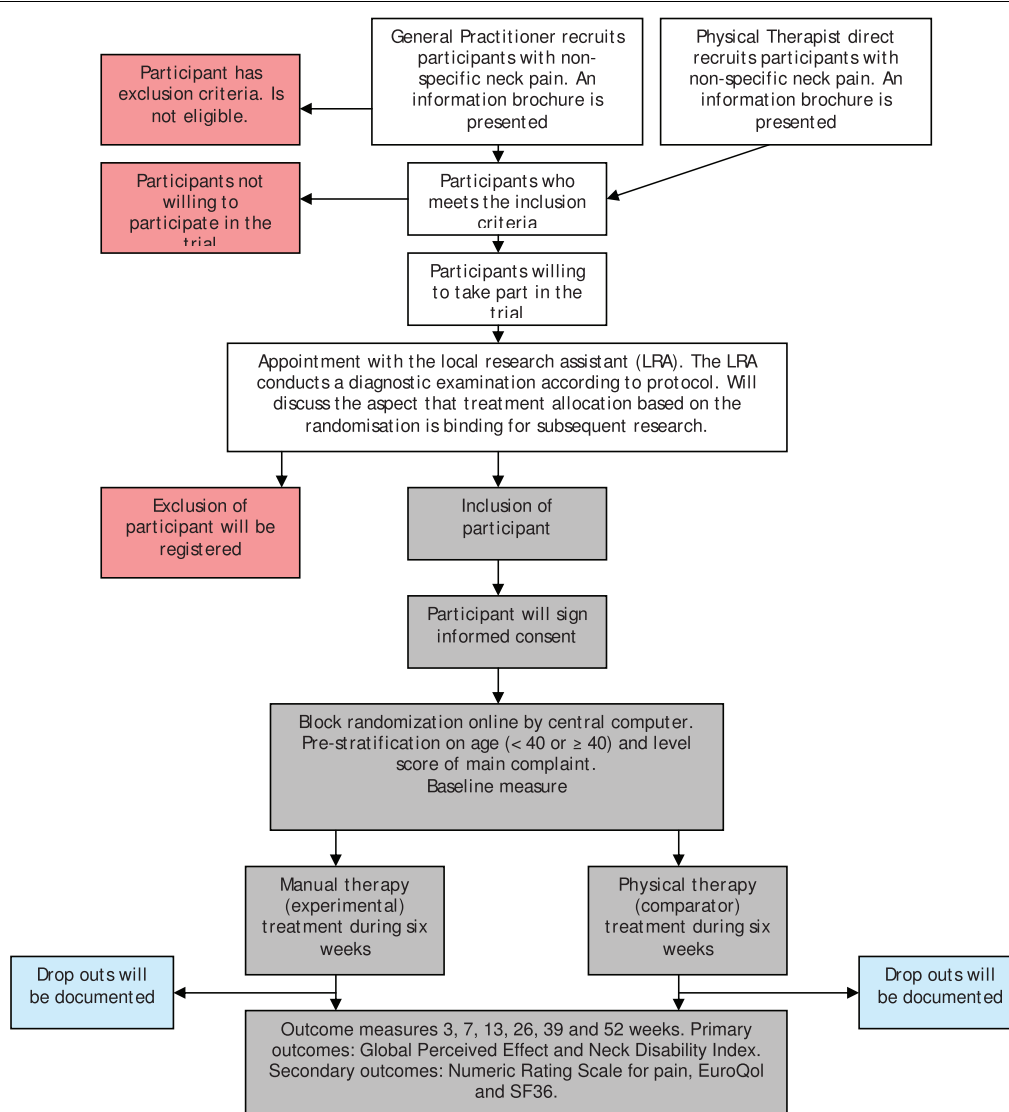 General Practitioner recruits
participants with non-
specific neck pain. An
information brochure is
presented
Physical Therapist direct
recruits participants with
non-specific neck pain. An
information brochure is
presented
Participant has
exclusion criteria. Is
not eligible.
Participants who
meets the inclusion
criteria
Participants not
willing to
participate in the
trial
Participants willing
to take part in the
trial
Appointment with the local research assistant (LRA). The LRA
conducts a diagnostic examination according to protocol. Will
discuss the aspect that treatment allocation based on the
randomisation is binding for subsequent research.
Exclusion of
participant will be
registered
Inclusion of
participant
Participant will sign
informed consent
Block randomization online by central computer.
Pre-stratification on age (< 40 or ≥ 40) and level
score of main complaint.
Baseline measure
Manual therapy
(experimental)
treatment during six
weeks
Physical therapy
(comparator)
treatment during six
weeks
Drop outs will
be documented
Drop outs will
be documented
Outcome measures 3, 7, 13, 26, 39 and 52 weeks. Primary
outcomes: Global Perceived Effect and Neck Disability Index.
Secondary outcomes: Numeric Rating Scale for pain, EuroQol
and SF36.